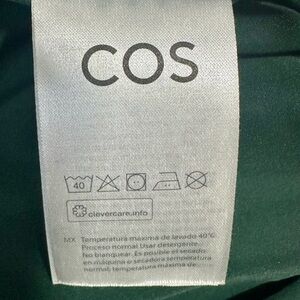 COS
40
clevercare.info
MX Temperatura máxima de lavado 40°C
Proceso normal Usar detergente.
No blanquear. Es posible el secado
en máquina o secadora temperatura
normal, temperatura máxima de